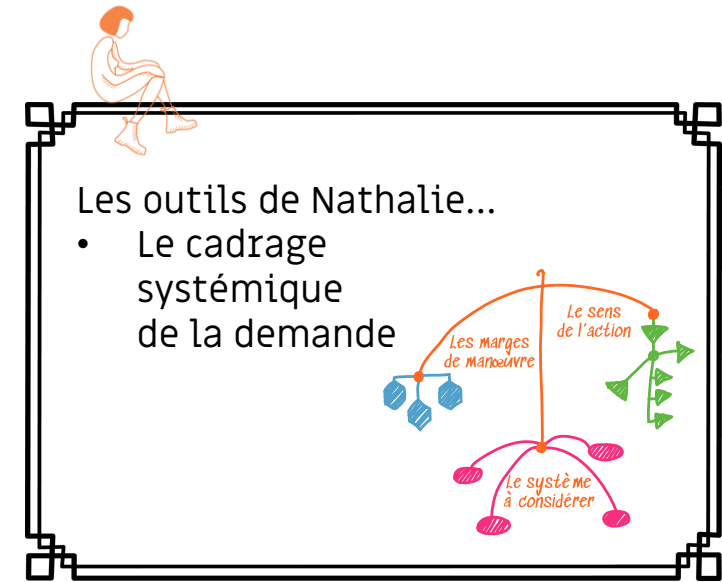 Les outils de Nathalie...
• Le cadrage
systémique
de la demande
Le sens
de l'action
Les marges
de manœuvre
Le système
à considérer